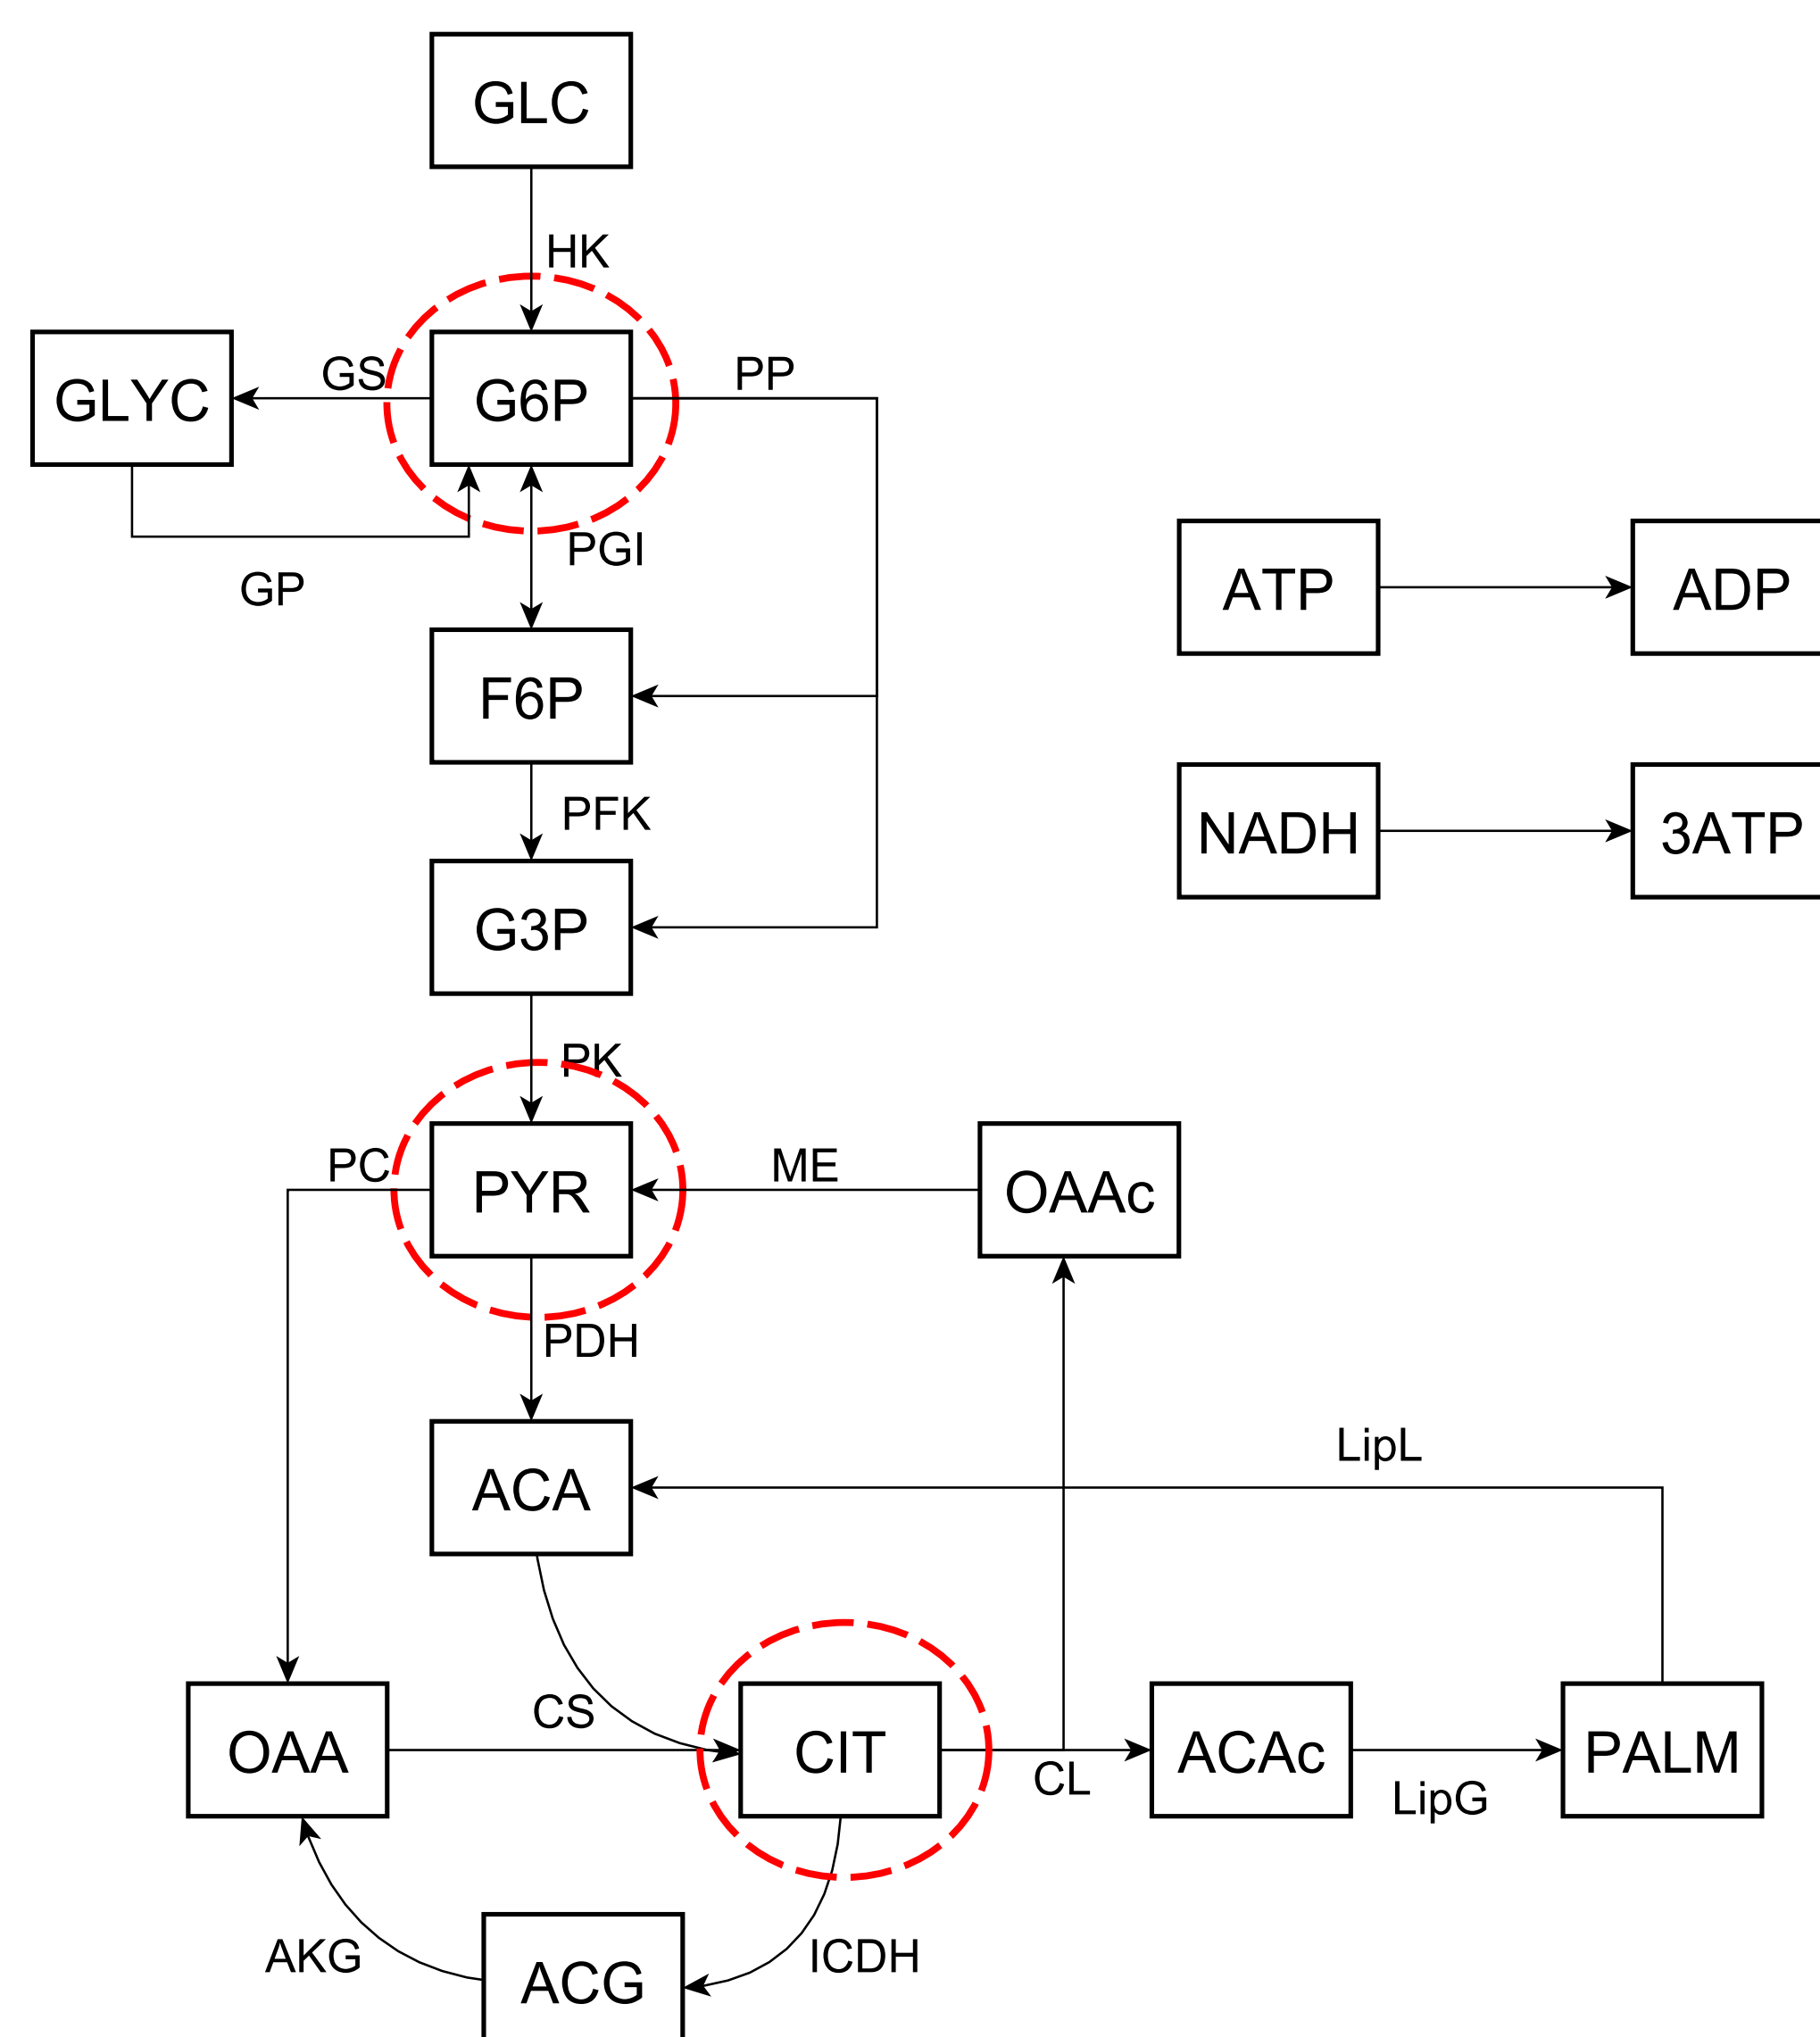 GLC
HK
GS
PP
GLYC
G6P
PGI
GP
ATP
ADP
F6P
PFK
NADH
3ATP
G3P
PK
PC
ME
PYR
OAAc
PDH
LipL
ACA
CS
OAA
CIT
ACAc
PALM
CL
LipG
AKG
ICDH
ACG